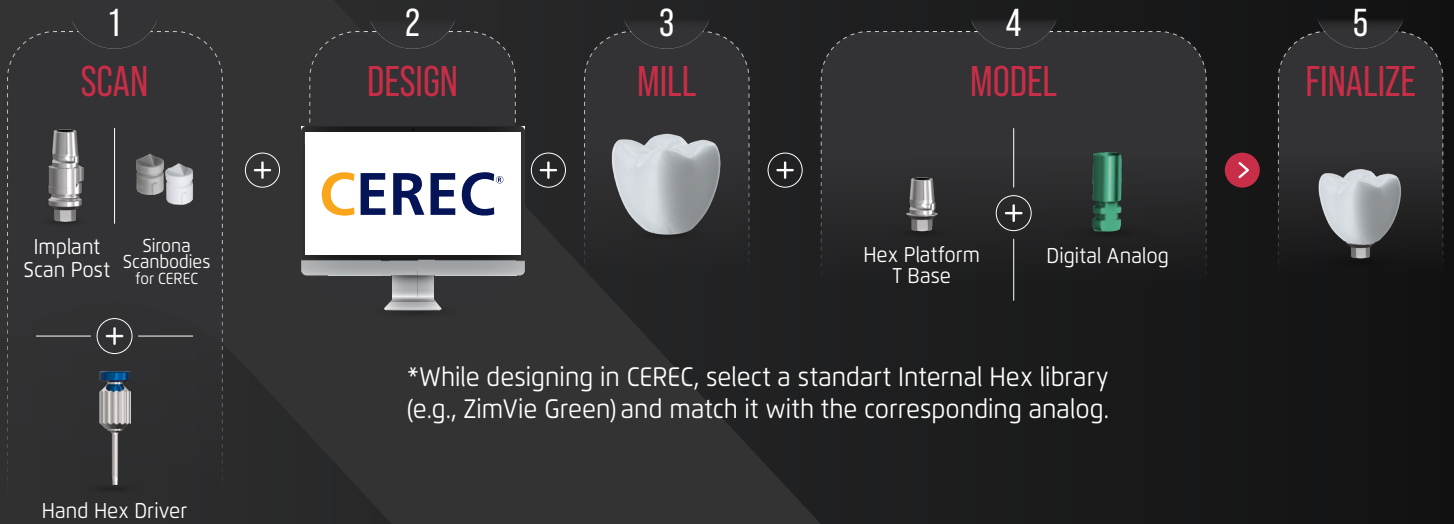 1
SCAN
Implant
Scan Post
Sirona
Scanbodies
for CEREC
Hand Hex Driver
2
DESIGN
CEREC®
3
MILL
4
MODEL
Hex Platform
T Base
Digital Analog
5
FINALIZE
*While designing in CEREC, select a standart Internal Hex library
(e.g., ZimVie Green) and match it with the corresponding analog.